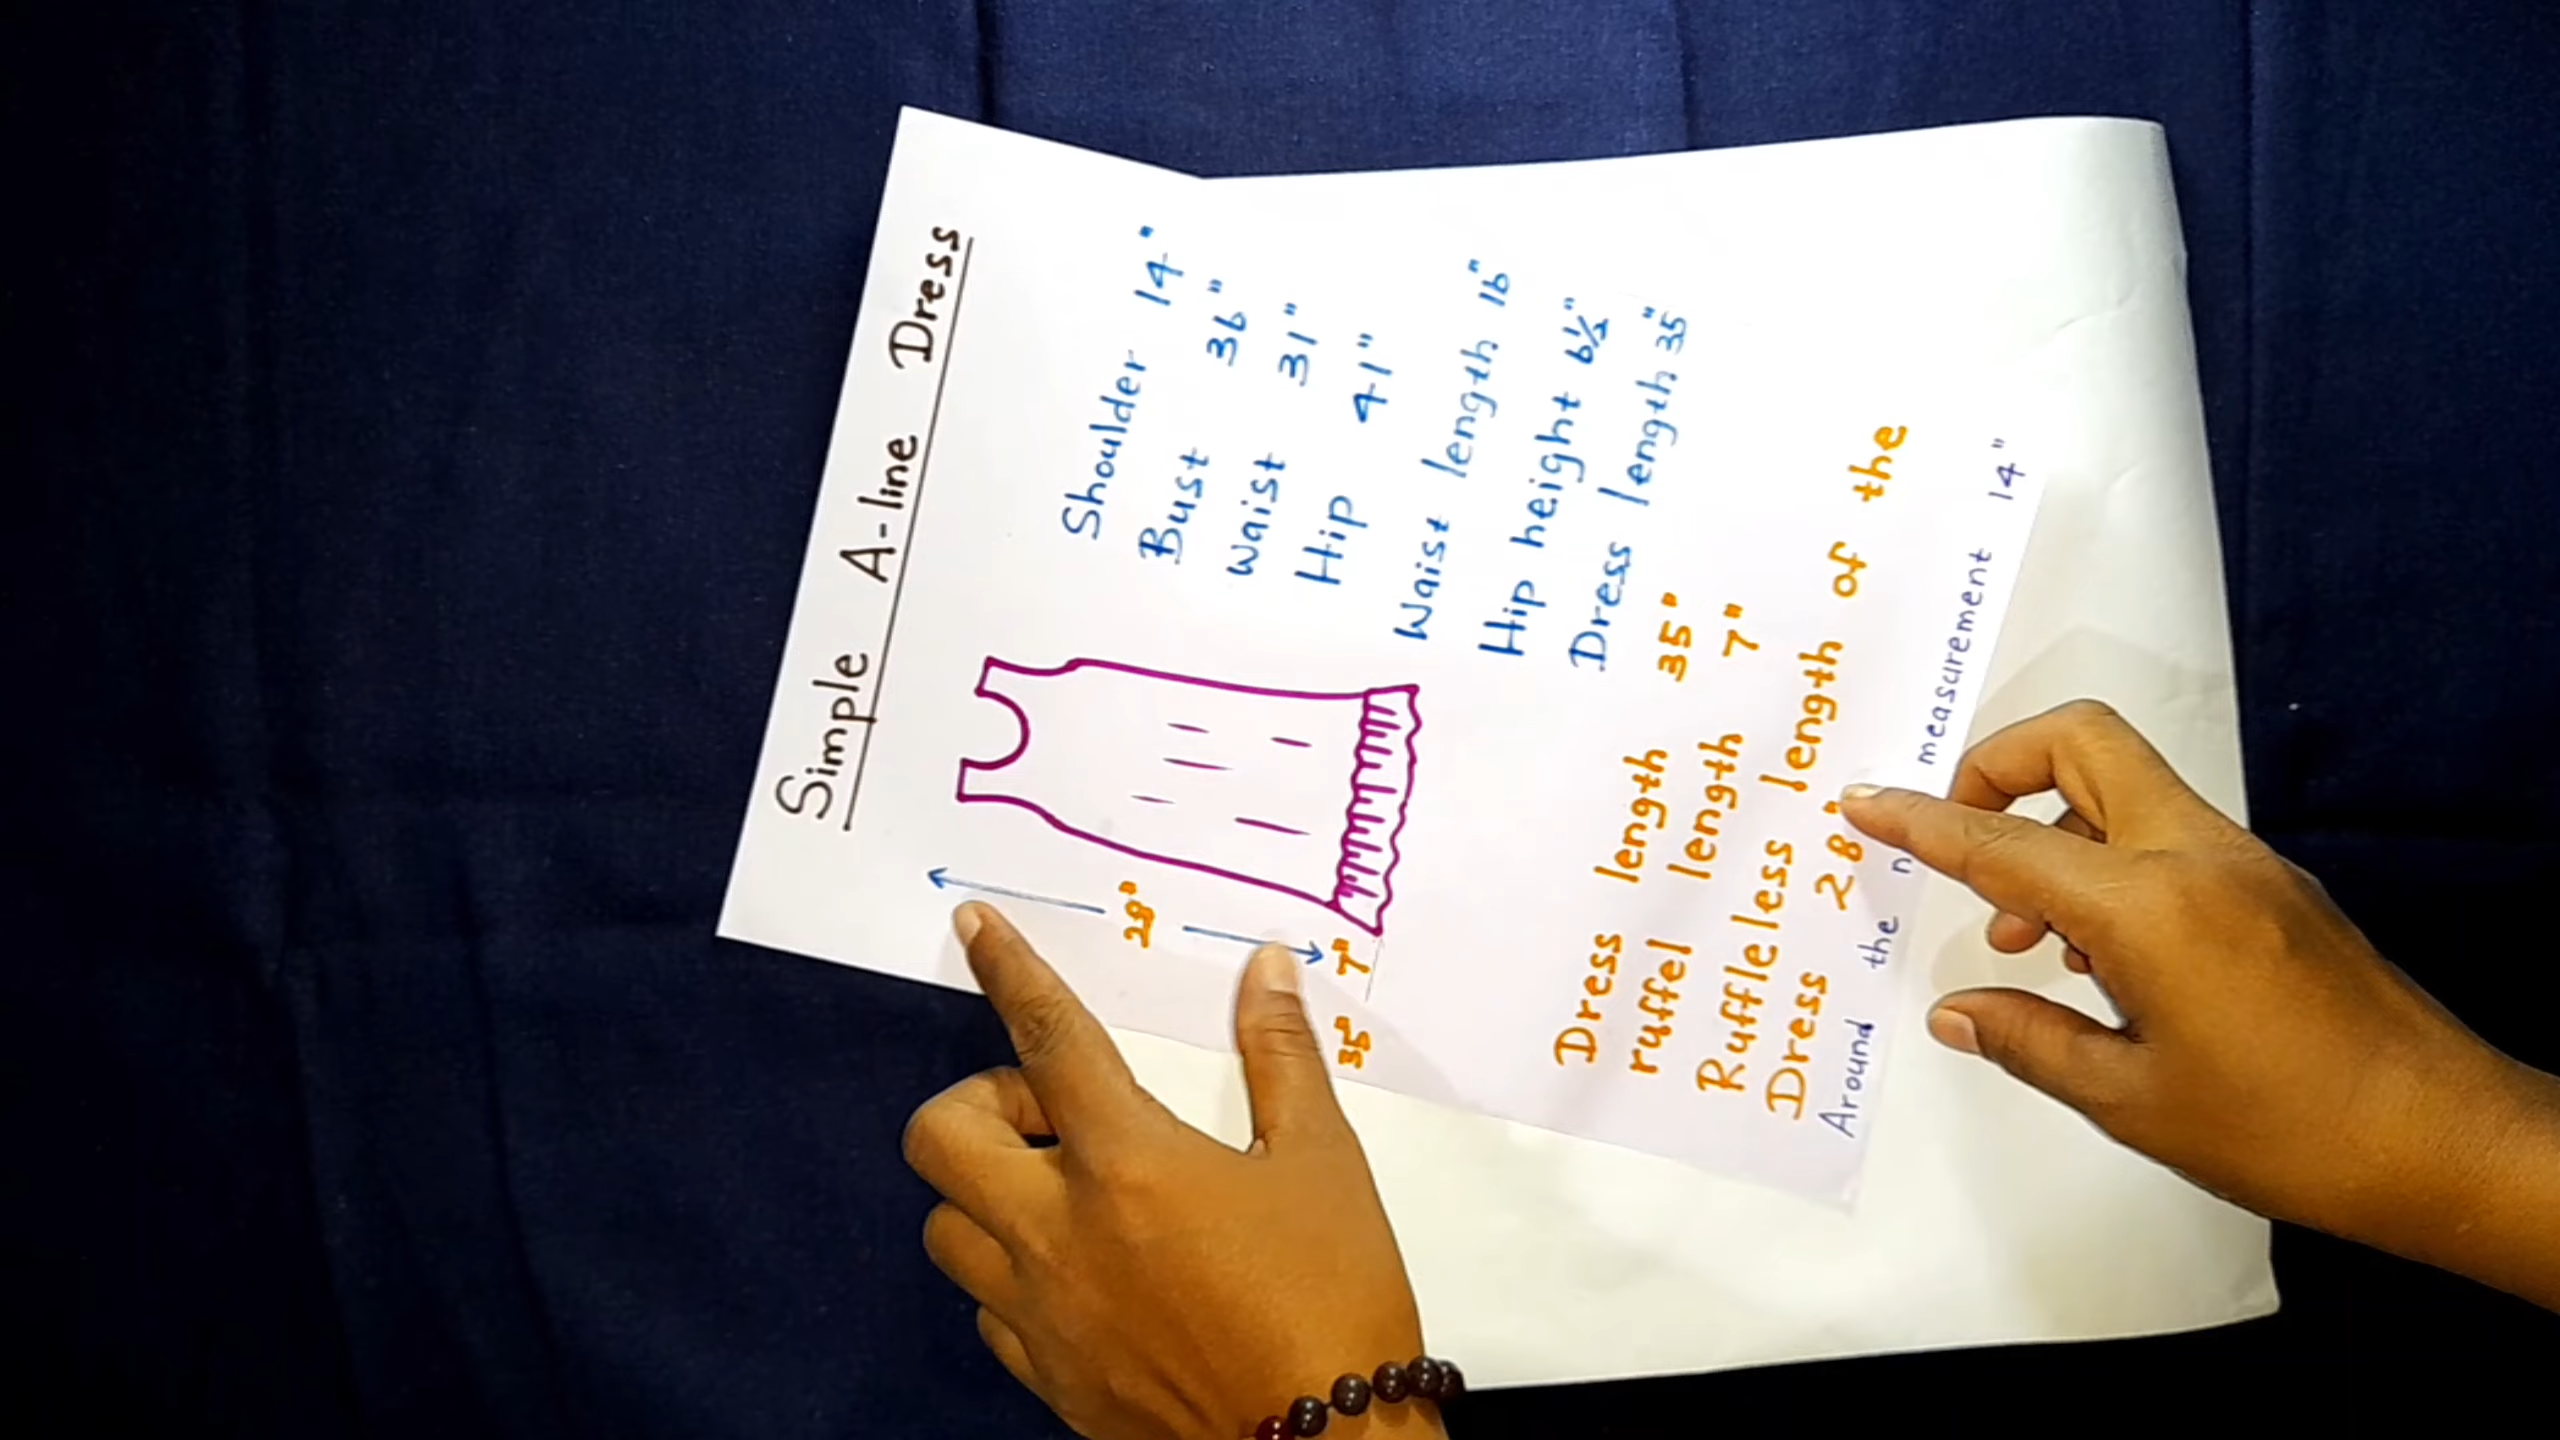 Simple A-line Dress
Shoulder 14"
Bust 36"
Waist 31"
Hip 41"
Waist length 16"
Hip height 6½"
Dress length 35"
28"
7"
35"
Dress length 35"
ruffel length 7"
Ruffleless length of the
Dress 28"
Around the measurement 14"